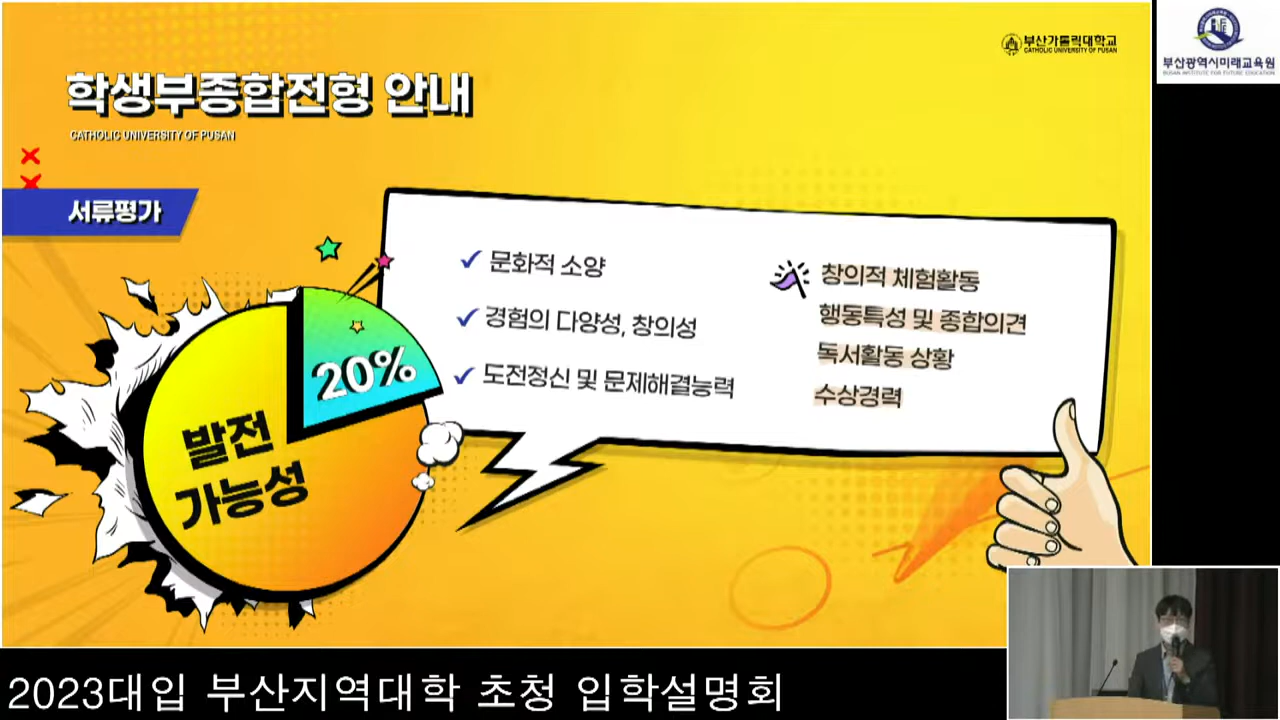 부산가톨릭대학교
CATHOLIC UNIVERSITY OF PUSAN
부산광역시미래교육원
BUSAN INSTITUTE FOR FUTURE EDUCATION
학생부종합전형 안내
CATHOLIC UNIVERSITY OF PUSAN
서류평가
20%
발전
가능성
문화적 소양
경험의 다양성, 창의성
도전정신 및 문제해결능력
창의적 체험활동
행동특성 및 종합의견
독서활동 상황
수상경력
2023대입 부산지역대학 초청 입학설명회